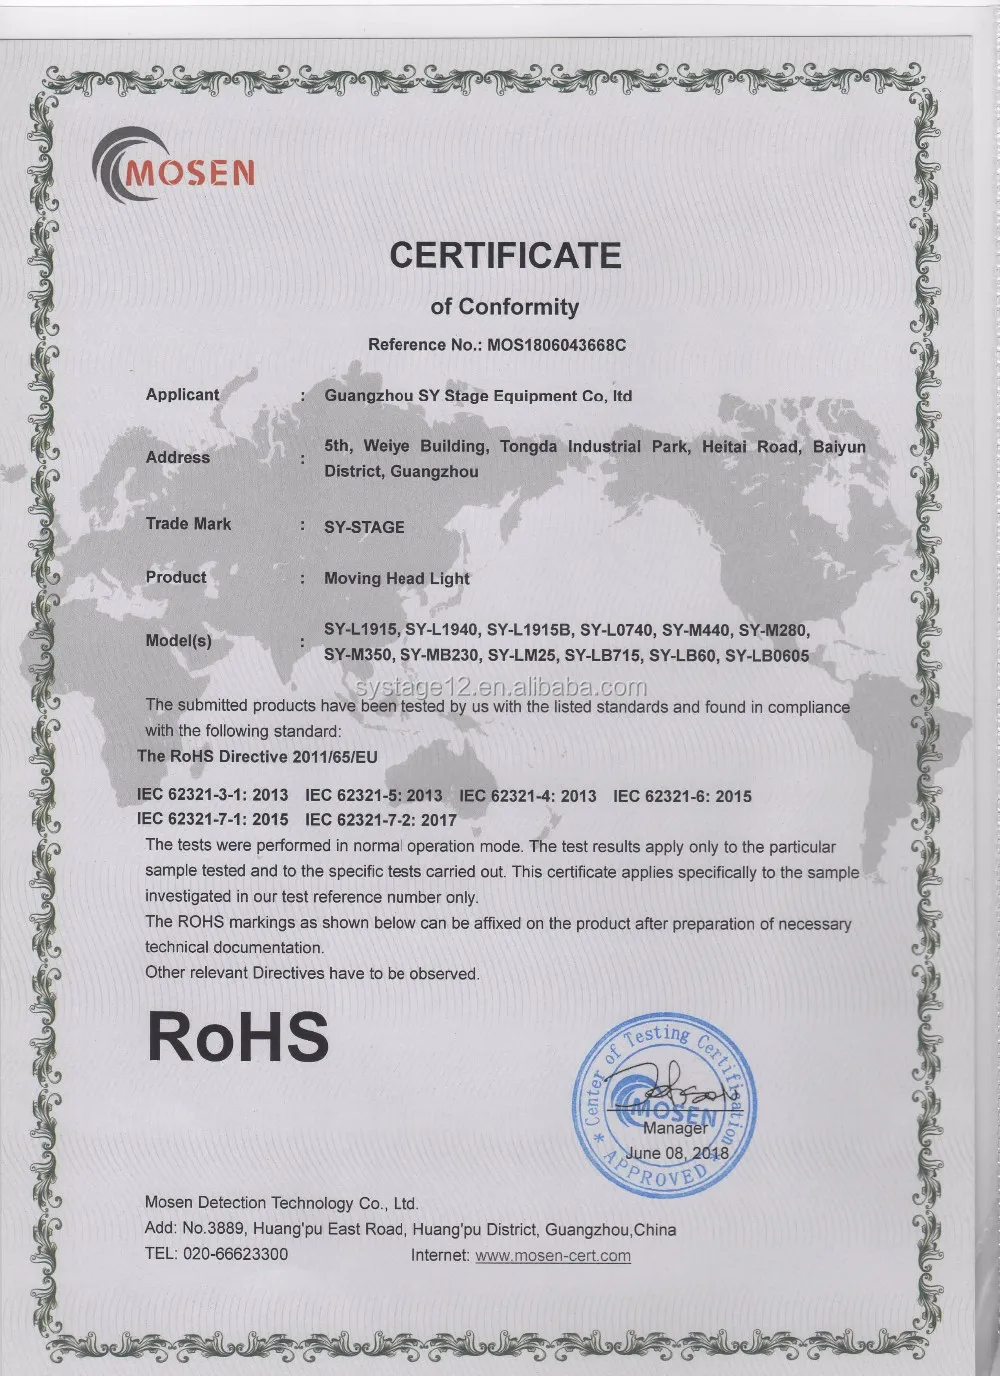 MOSEN
CERTIFICATE
of Conformity
Reference No.: MOS1806043668C
Applicant : Guangzhou SY Stage Equipment Co, ltd
Address : 5th, Weiye Building, Tongda Industrial Park, Heitai Road, Baiyun
District, Guangzhou
Trade Mark : SY-STAGE
Product : Moving Head Light
Model(s) : SY-L1915, SY-L1940, SY-L1915B, SY-L0740, SY-M440, SY-M280,
SY-M350, SY-MB230, SY-LM25, SY-LB715, SY-LB60, SY-LB0605
systage12.en.alibaba.com
The submitted products have been tested by us with the listed standards and found in compliance
with the following standard:
The RoHS Directive 2011/65/EU
IEC 62321-3-1: 2013 IEC 62321-5: 2013 IEC 62321-4: 2013 IEC 62321-6: 2015
IEC 62321-7-1: 2015 IEC 62321-7-2: 2017
The tests were performed in normal operation mode. The test results apply only to the particular
sample tested and to the specific tests carried out. This certificate applies specifically to the sample
investigated in our test reference number only.
The ROHS markings as shown below can be affixed on the product after preparation of necessary
technical documentation.
Other relevant Directives have to be observed.
RoHS
* Center of Testing Certification *
MOSEN
Manager
June 08, 2018
APPROVED
Mosen Detection Technology Co., Ltd.
Add: No.3889, Huang'pu East Road, Huang'pu District, Guangzhou,China
TEL: 020-66623300 Internet: www.mosen-cert.com